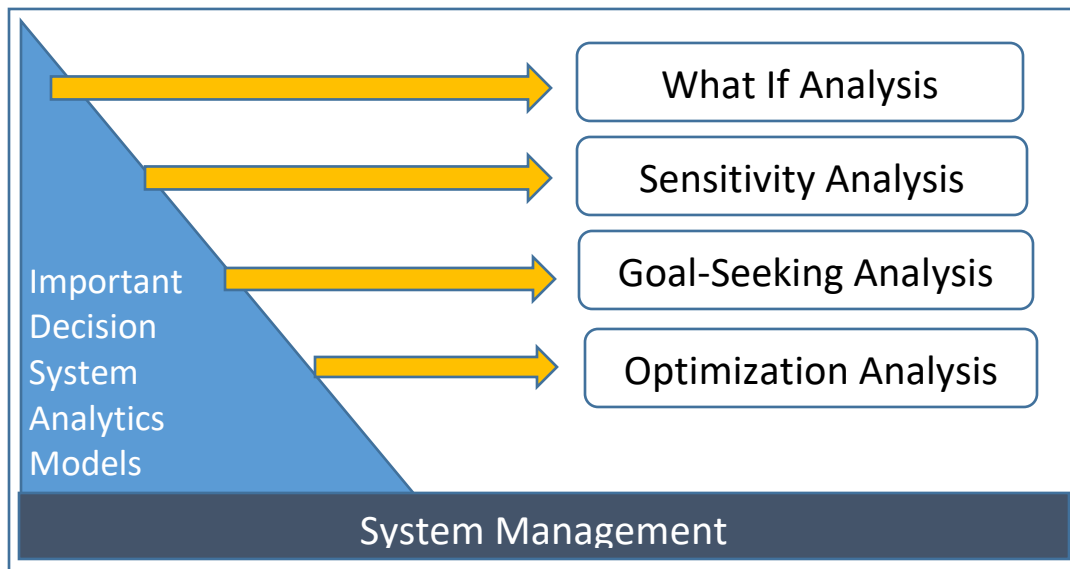 What If Analysis
Sensitivity Analysis
Goal-Seeking Analysis
Optimization Analysis
Important
Decision
System
Analytics
Models
System Management